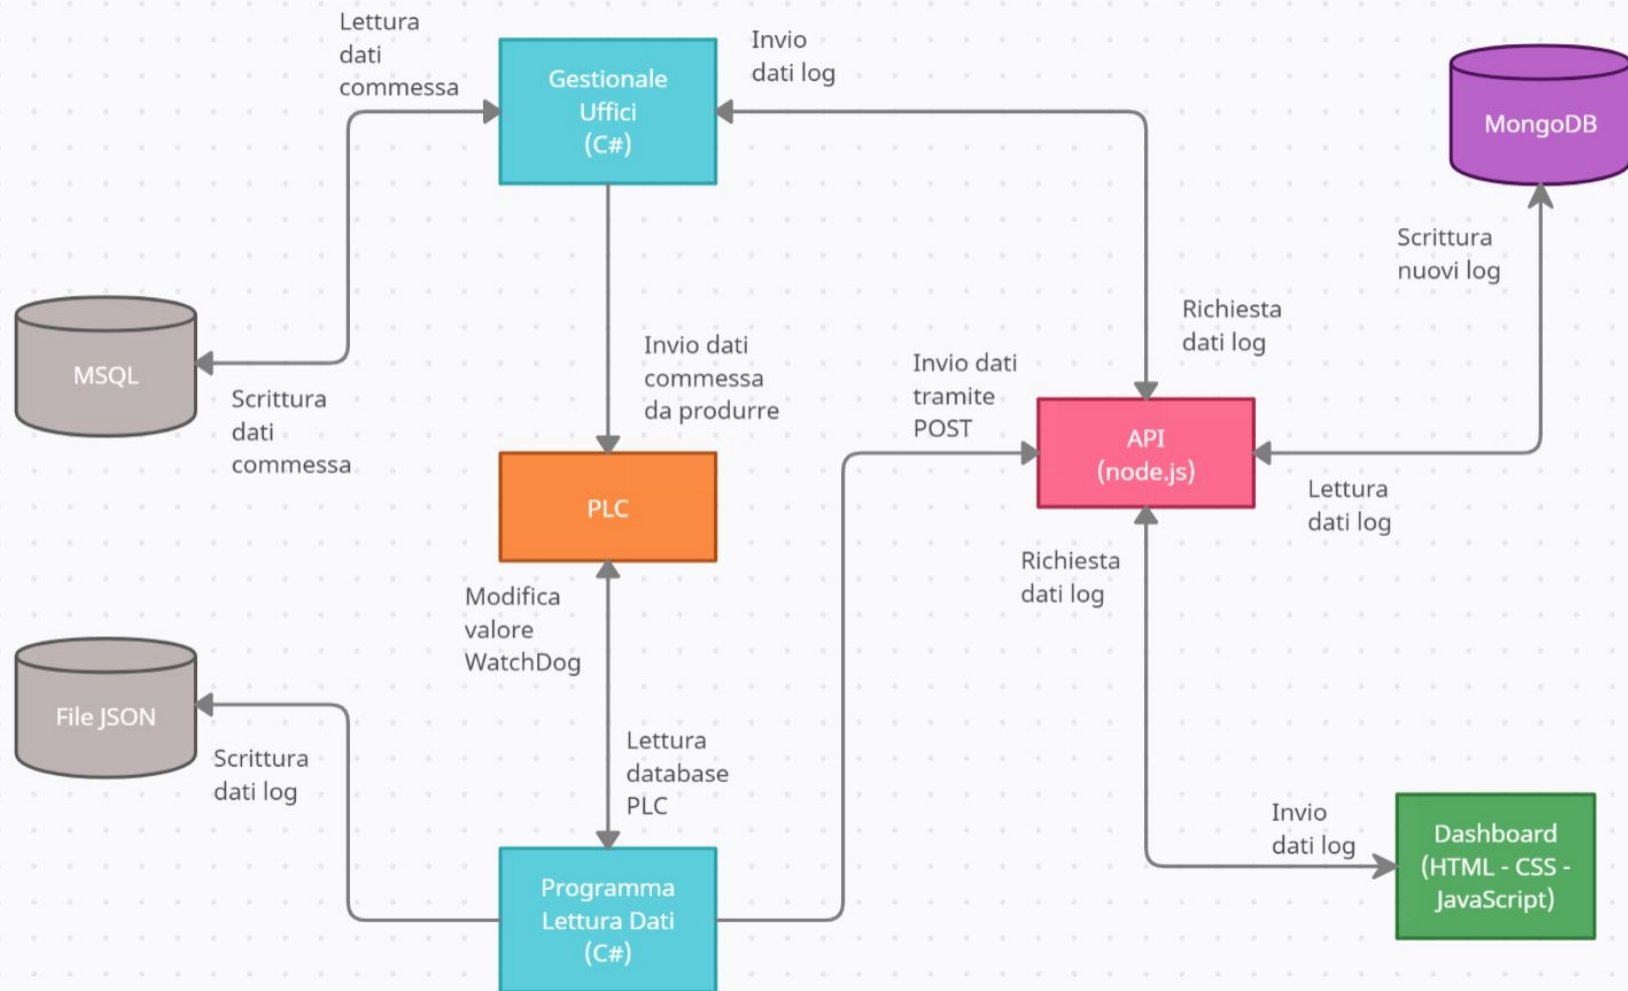 Lettura
dati
commessa
Gestionale
Uffici
(C#)
Invio
dati log
MongoDB
Scrittura
nuovi log
MSQL
Scrittura
dati
commessa
Invio dati
commessa
da produrre
Richiesta
dati log
Invio dati
tramite
POST
API
(node.js)
Lettura
dati log
PLC
Richiesta
dati log
Modifica
valore
WatchDog
File JSON
Scrittura
dati log
Lettura
database
PLC
Invio
dati log
Dashboard
(HTML - CSS -
JavaScript)
Programma
Lettura Dati
(C#)